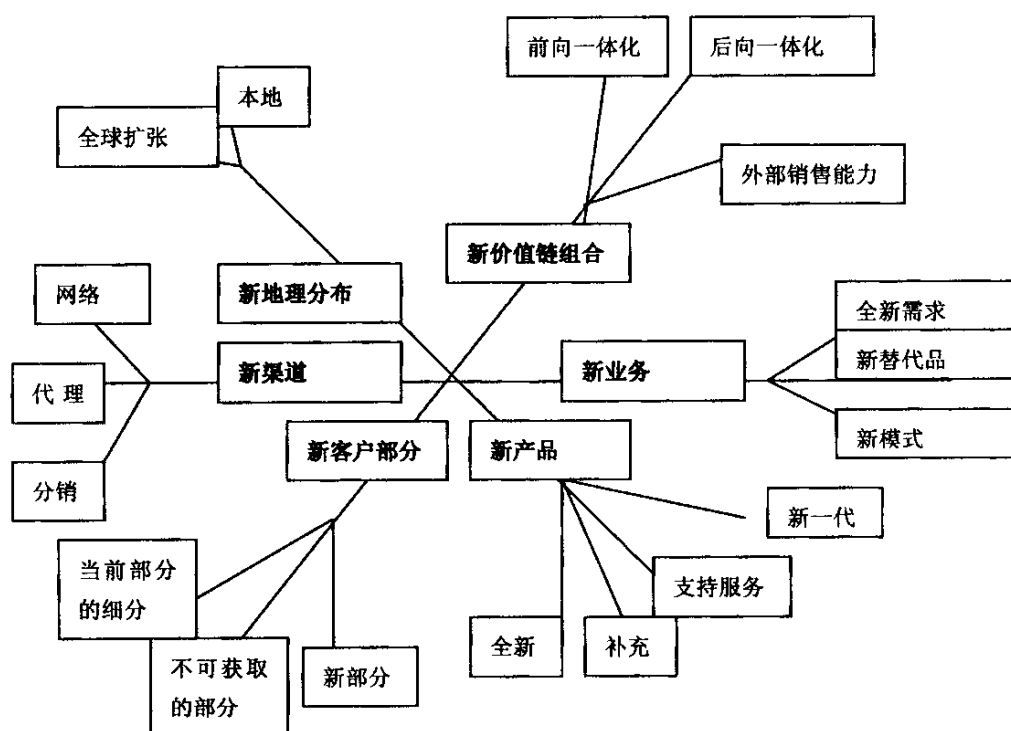 前向一体化
后向一体化
本地
全球扩张
外部销售能力
新价值链组合
网络
新地理分布
全新需求
代 理
新渠道
新业务
新替代品
新客户部分
新产品
新模式
分销
新一代
当前部分
的细分
支持服务
全新
补充
不可获取
的部分
新部分